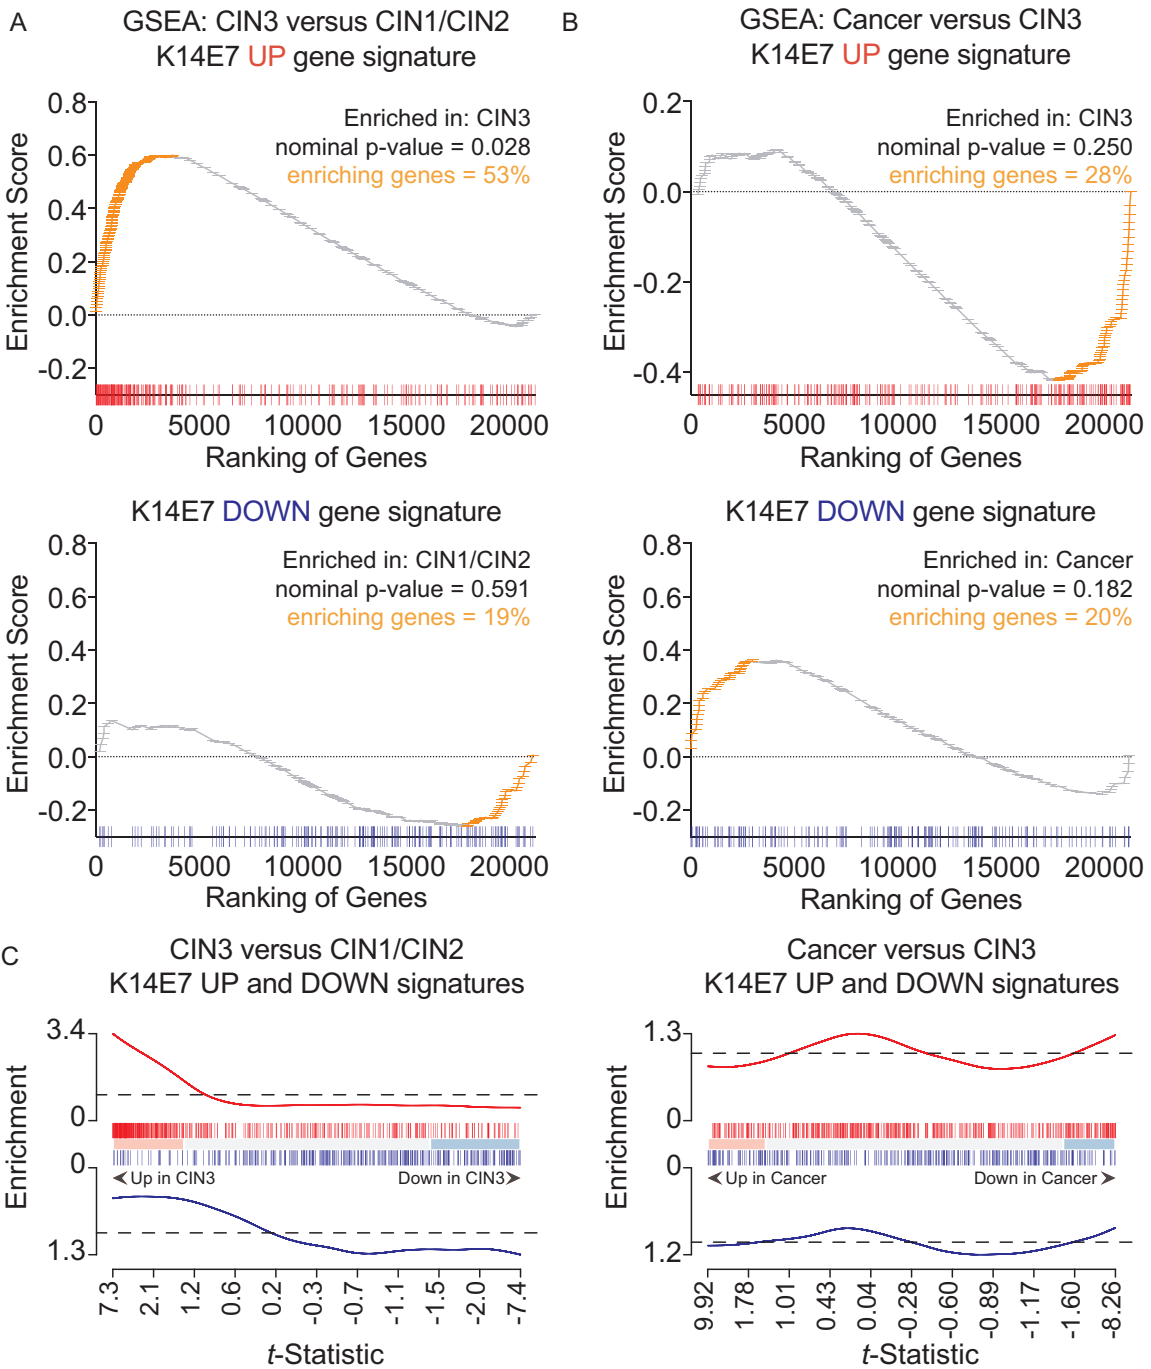 A
GSEA: CIN3 versus CIN1/CIN2
K14E7 UP gene signature
Enrichment Score
0.8
0.6
0.4
0.2
0.0
-0.2
Enriched in: CIN3
nominal p-value = 0.028
enriching genes = 53%
0 5000 10000 15000 20000
Ranking of Genes
K14E7 DOWN gene signature
Enrichment Score
0.8
0.6
0.4
0.2
0.0
-0.2
Enriched in: CIN1/CIN2
nominal p-value = 0.591
enriching genes = 19%
0 5000 10000 15000 20000
Ranking of Genes
B
GSEA: Cancer versus CIN3
K14E7 UP gene signature
Enrichment Score
0.2
0.0
-0.2
-0.4
Enriched in: CIN3
nominal p-value = 0.250
enriching genes = 28%
0 5000 10000 15000 20000
Ranking of Genes
K14E7 DOWN gene signature
Enrichment Score
0.8
0.6
0.4
0.2
0.0
-0.2
Enriched in: Cancer
nominal p-value = 0.182
enriching genes = 20%
0 5000 10000 15000 20000
Ranking of Genes
C
CIN3 versus CIN1/CIN2
K14E7 UP and DOWN signatures
Enrichment
3.4
0
0
1.3
Up in CIN3
Down in CIN3
7.3 2.1 1.2 0.6 0.2 -0.3 -0.7 -1.1 -1.5 -2.0 -7.4
t-Statistic
Cancer versus CIN3
K14E7 UP and DOWN signatures
Enrichment
1.3
0
0
1.2
Up in Cancer
Down in Cancer
9.92 1.78 1.01 0.43 0.04 -0.28 -0.60 -0.89 -1.17 -1.60 -8.26
t-Statistic